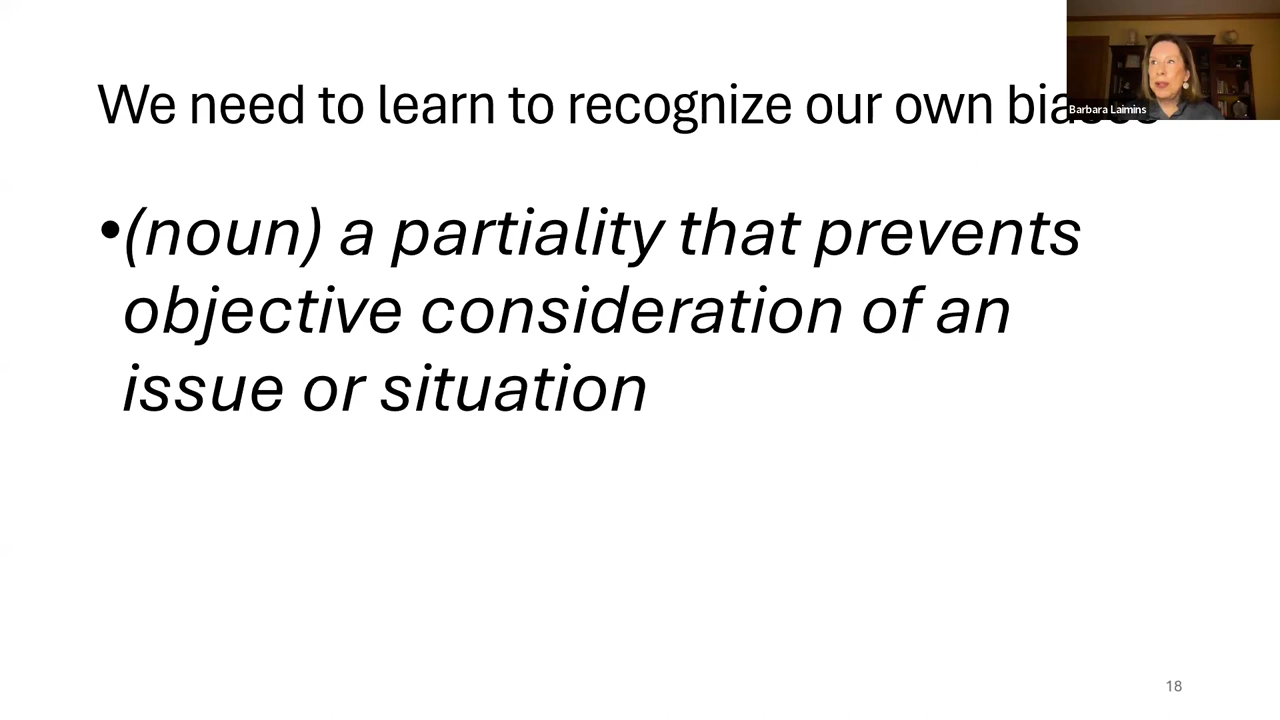 We need to learn to recognize our own
Barbara Laimins
•(noun) a partiality that prevents
objective consideration of an
issue or situation
18